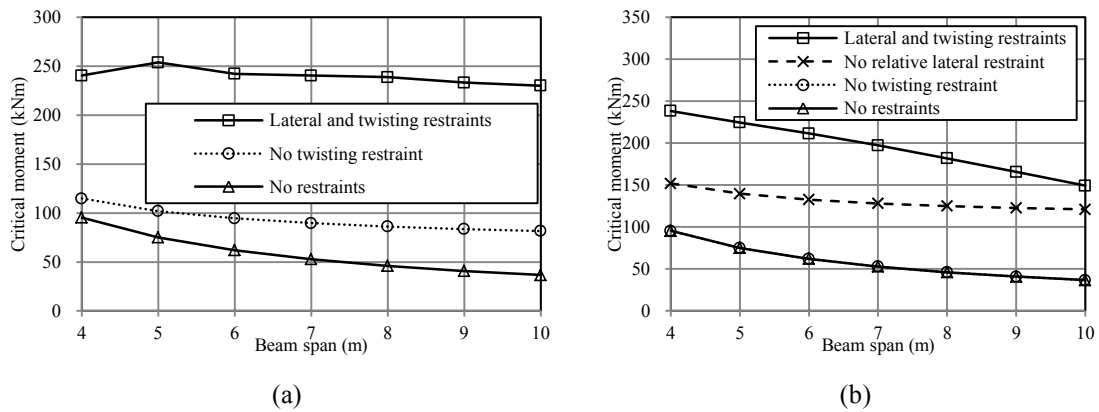 300
250
200
150
100
50
0
Critical moment (kNm)
Lateral and twisting restraints
No twisting restraint
No restraints
4 5 6 7 8 9 10
Beam span (m)
(a)
350
300
250
200
150
100
50
0
Critical moment (kNm)
Lateral and twisting restraints
No relative lateral restraint
No twisting restraint
No restraints
4 5 6 7 8 9 10
Beam span (m)
(b)